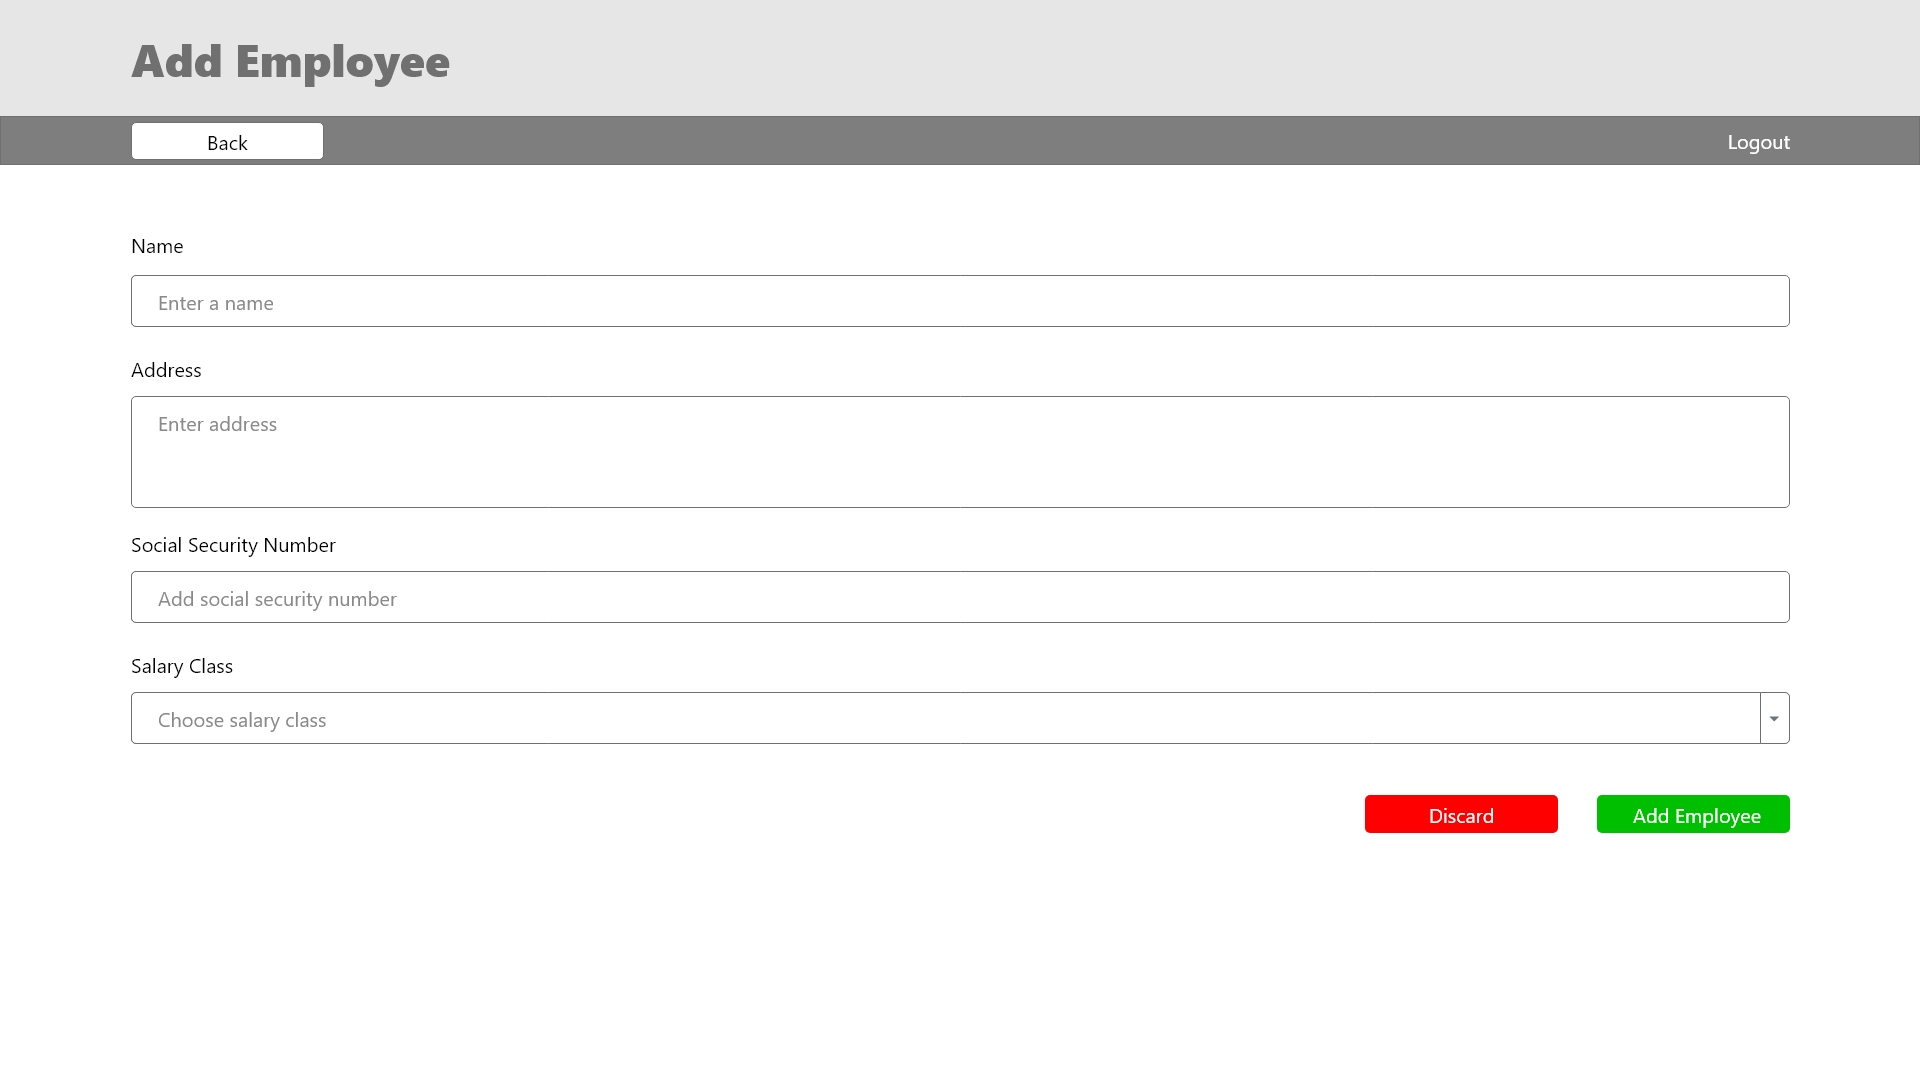 Add Employee
Back
Logout
Name
Enter a name
Address
Enter address
Social Security Number
Add social security number
Salary Class
Choose salary class
Discard
Add Employee